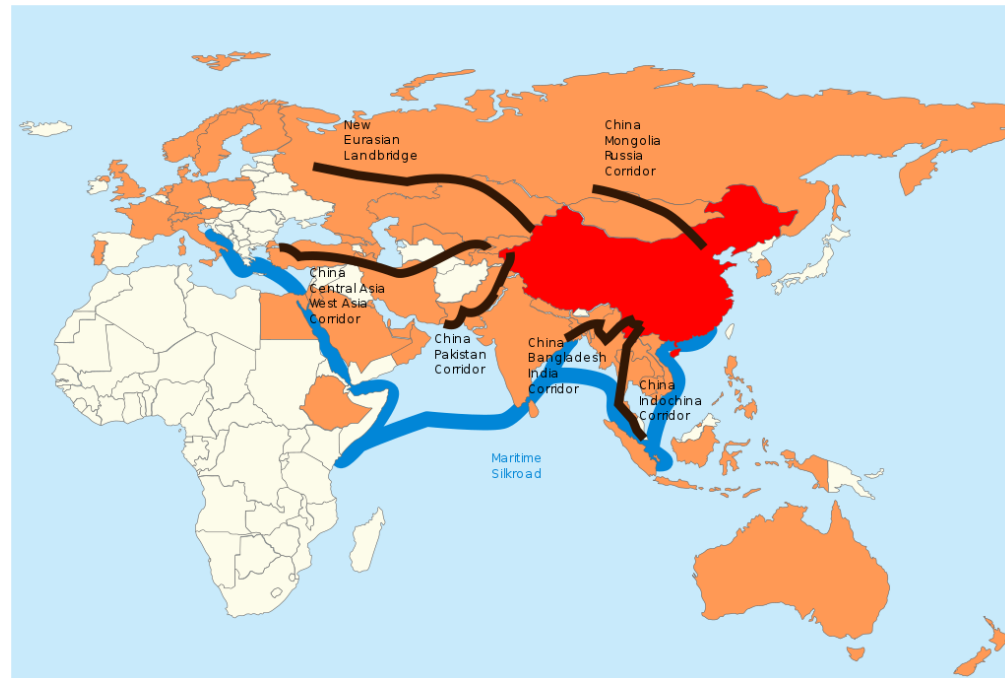 New
Eurasian
Landbridge
China
Mongolia
Russia
Corridor
China
Central Asia
West Asia
Corridor
China
Pakistan
Corridor
China
Bangladesh
India
Corridor
China
Indochina
Corridor
Maritime
Silkroad